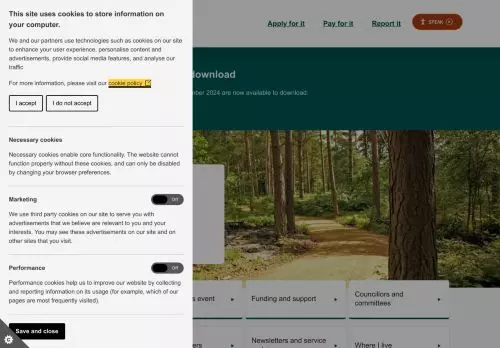 This site uses cookies to store information on
your computer.
We and our partners use technologies such as cookies on our site
to enhance your user experience, personalise content and
advertisements, provide social media features, and analyse our
traffic
For more information, please visit our cookie policy
I accept
I do not accept
Necessary cookies
Necessary cookies enable core functionality. The website cannot
function properly without these cookies, and can only be disabled
by changing your browser preferences.
Marketing
Off
We use third party cookies on our site to serve you with
advertisements that we believe are relevant to you and your
interests. You may see these advertisements on our site and on
other sites that you visit.
Performance
Off
Performance cookies help us to improve our website by collecting
and reporting information on its usage (for example, which of our
pages are most frequently visited).
Save and close
Apply for it
Pay for it
Report it
SPEAK
download
2024 are now available to download.
event
Funding and support
Councillors and
committees
Newsletters and service
Where I live